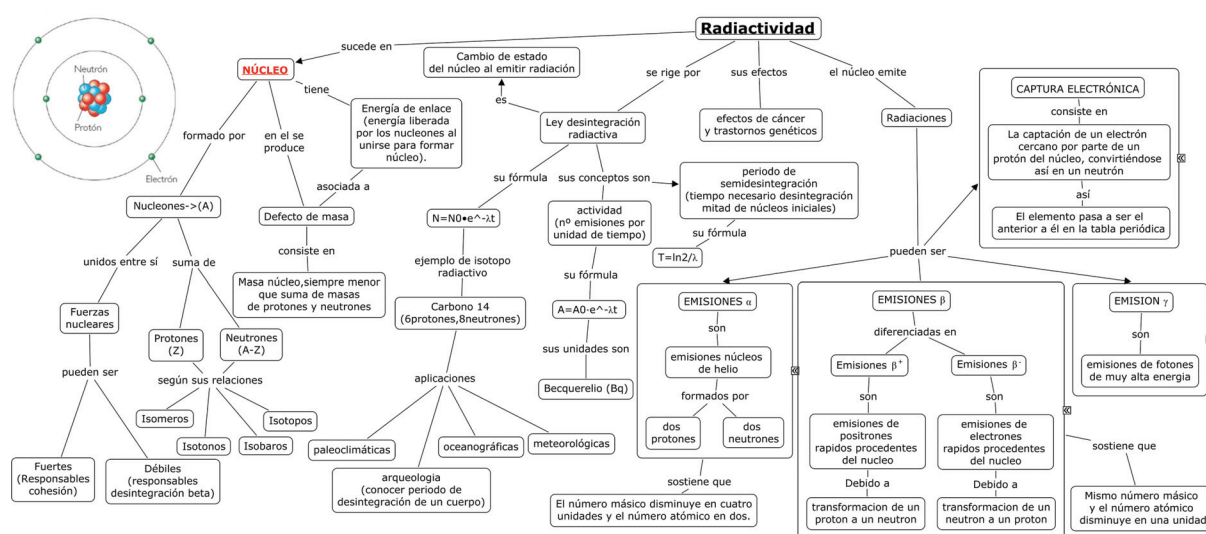 Radiactividad
sucede en
Cambio de estado
del núcleo al emitir radiación
se rige por
sus efectos
el núcleo emite
Neutrón
Protón
Electrón
NÚCLEO
tiene
es
Energía de enlace
(energía liberada
por los nucleones al
unirse para formar
núcleo).
Ley desintegración
radiactiva
efectos de cáncer
y trastornos genéticos
Radiaciones
CAPTURA ELECTRÓNICA
consiste en
La captación de un electrón
cercano por parte de un
protón del núcleo, convirtiéndose
así en un neutrón
así
El elemento pasa a ser el
anterior a él en la tabla periódica
formado por
en el se
produce
asociada a
su fórmula
sus conceptos son
periodo de
semidesintegración
(tiempo necesario desintegración
mitad de núcleos iniciales)
Nucleones->(A)
Defecto de masa
N=N0•e^-λt
actividad
(nº emisiones por
unidad de tiempo)
su fórmula
T=ln2/λ
pueden ser
unidos entre sí
suma de
consiste en
Masa núcleo,siempre menor
que suma de masas
de protones y neutrones
ejemplo de isotopo
radiactivo
su fórmula
Carbono 14
(6protones,8neutrones)
A=A0·e^-λt
Fuerzas
nucleares
Protones
(Z)
Neutrones
(A-Z)
sus unidades son
Becquerelio (Bq)
pueden ser
según sus relaciones
Isomeros
Isotonos
Isobaros
Isotopos
aplicaciones
paleoclimáticas
oceanográficas
meteorológicas
arqueologia
(conocer periodo de
desintegración de un cuerpo)
Fuertes
(Responsables
cohesión)
Débiles
(responsables
desintegración beta)
EMISIONES α
son
emisiones núcleos
de helio
formados por
dos
protones
dos
neutrones
sostiene que
El número másico disminuye en cuatro
unidades y el número atómico en dos.
EMISIONES β
diferenciadas en
Emisiones β+
Emisiones β-
son
son
emisiones de
positrones
rapidos procedentes
del nucleo
emisiones de
electrones
rapidos procedentes
del nucleo
Debido a
Debido a
transformacion de un
proton a un neutron
transformacion de un
neutron a un proton
EMISION γ
son
emisiones de fotones
de muy alta energia
sostiene que
Mismo número másico
y el número atómico
disminuye en una unidad